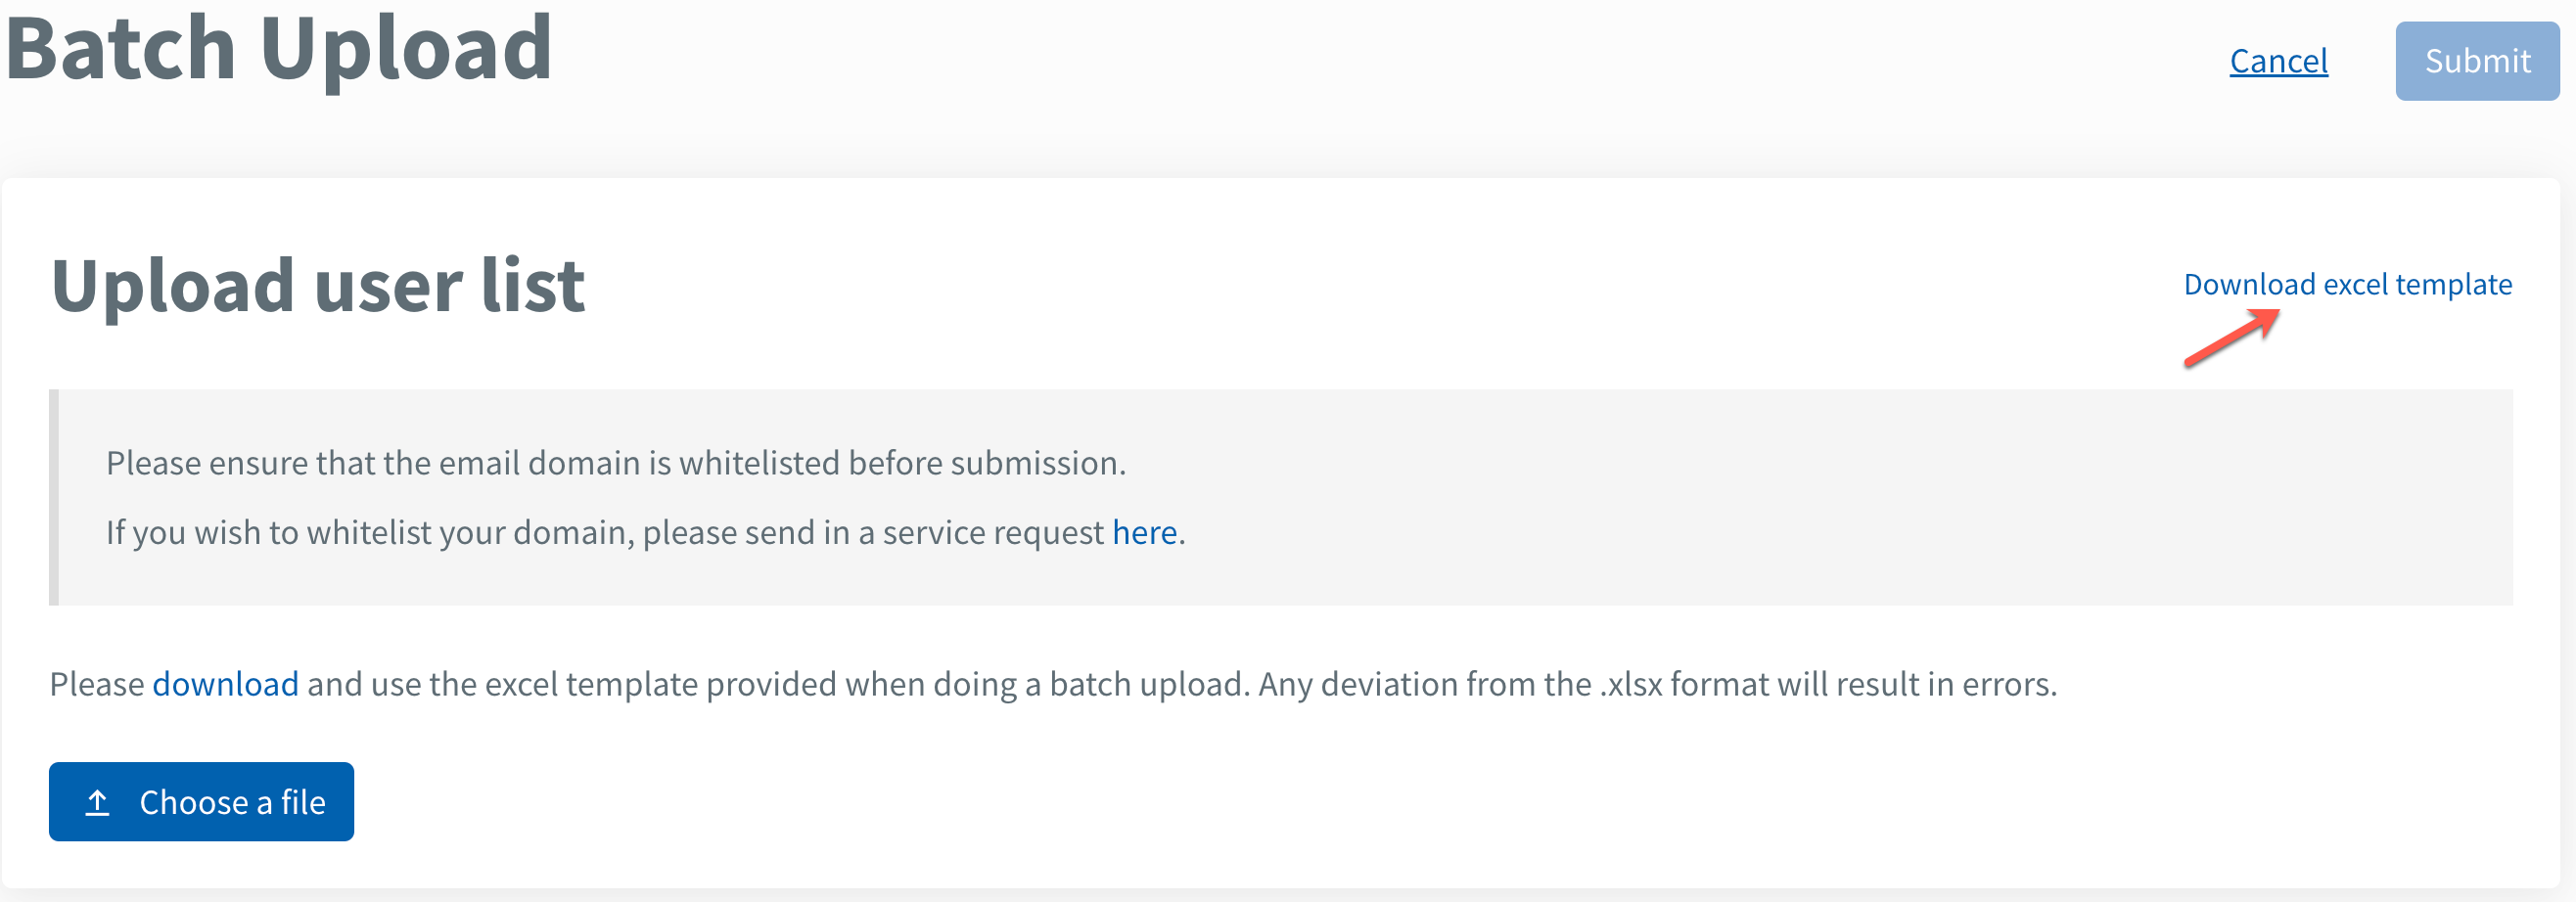 Batch Upload
Cancel
Submit
Upload user list
Download excel template
Please ensure that the email domain is whitelisted before submission.
If you wish to whitelist your domain, please send in a service request here.
Please download and use the excel template provided when doing a batch upload. Any deviation from the .xlsx format will result in errors.
Choose a file